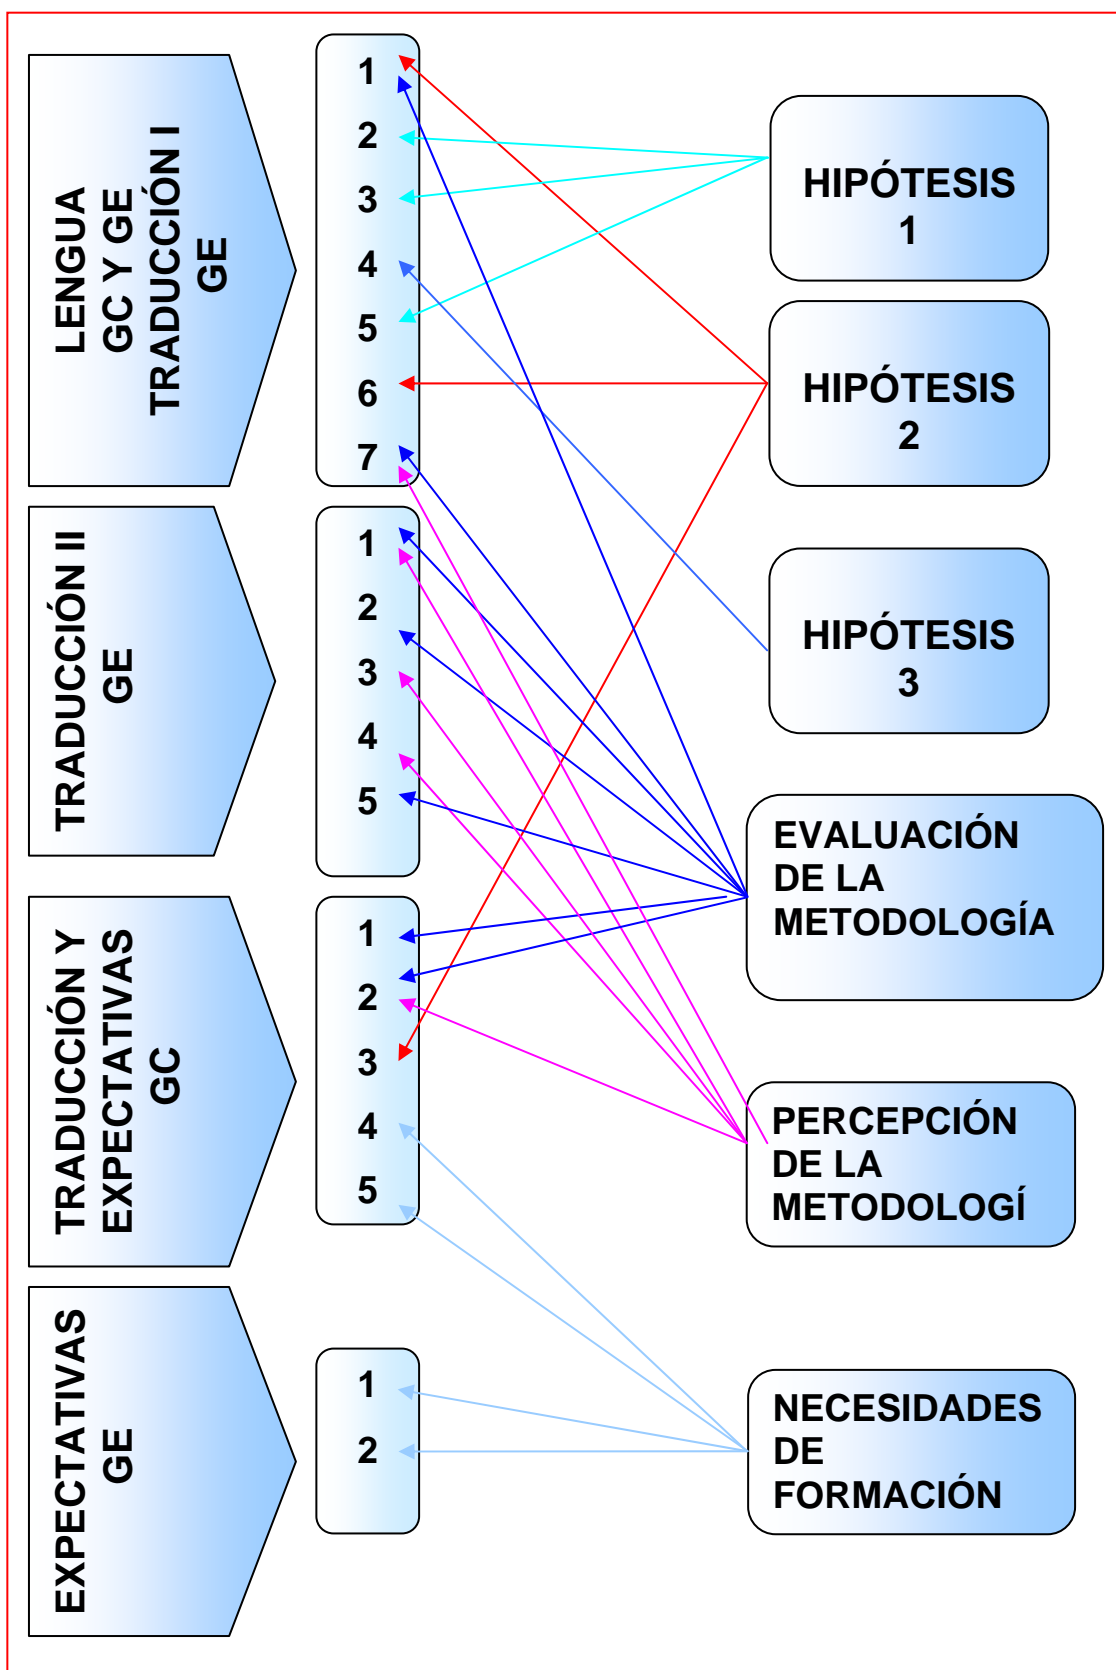 LENGUA
GC Y GE
TRADUCCIÓN I
GE
1
2
3
4
5
6
7
TRADUCCIÓN II
GE
1
2
3
4
5
TRADUCCIÓN Y
EXPECTATIVAS
GC
1
2
3
4
5
EXPECTATIVAS
GE
1
2
HIPÓTESIS
1
HIPÓTESIS
2
HIPÓTESIS
3
EVALUACIÓN
DE LA
METODOLOGÍA
PERCEPCIÓN
DE LA
METODOLOGÍ
NECESIDADES
DE
FORMACIÓN